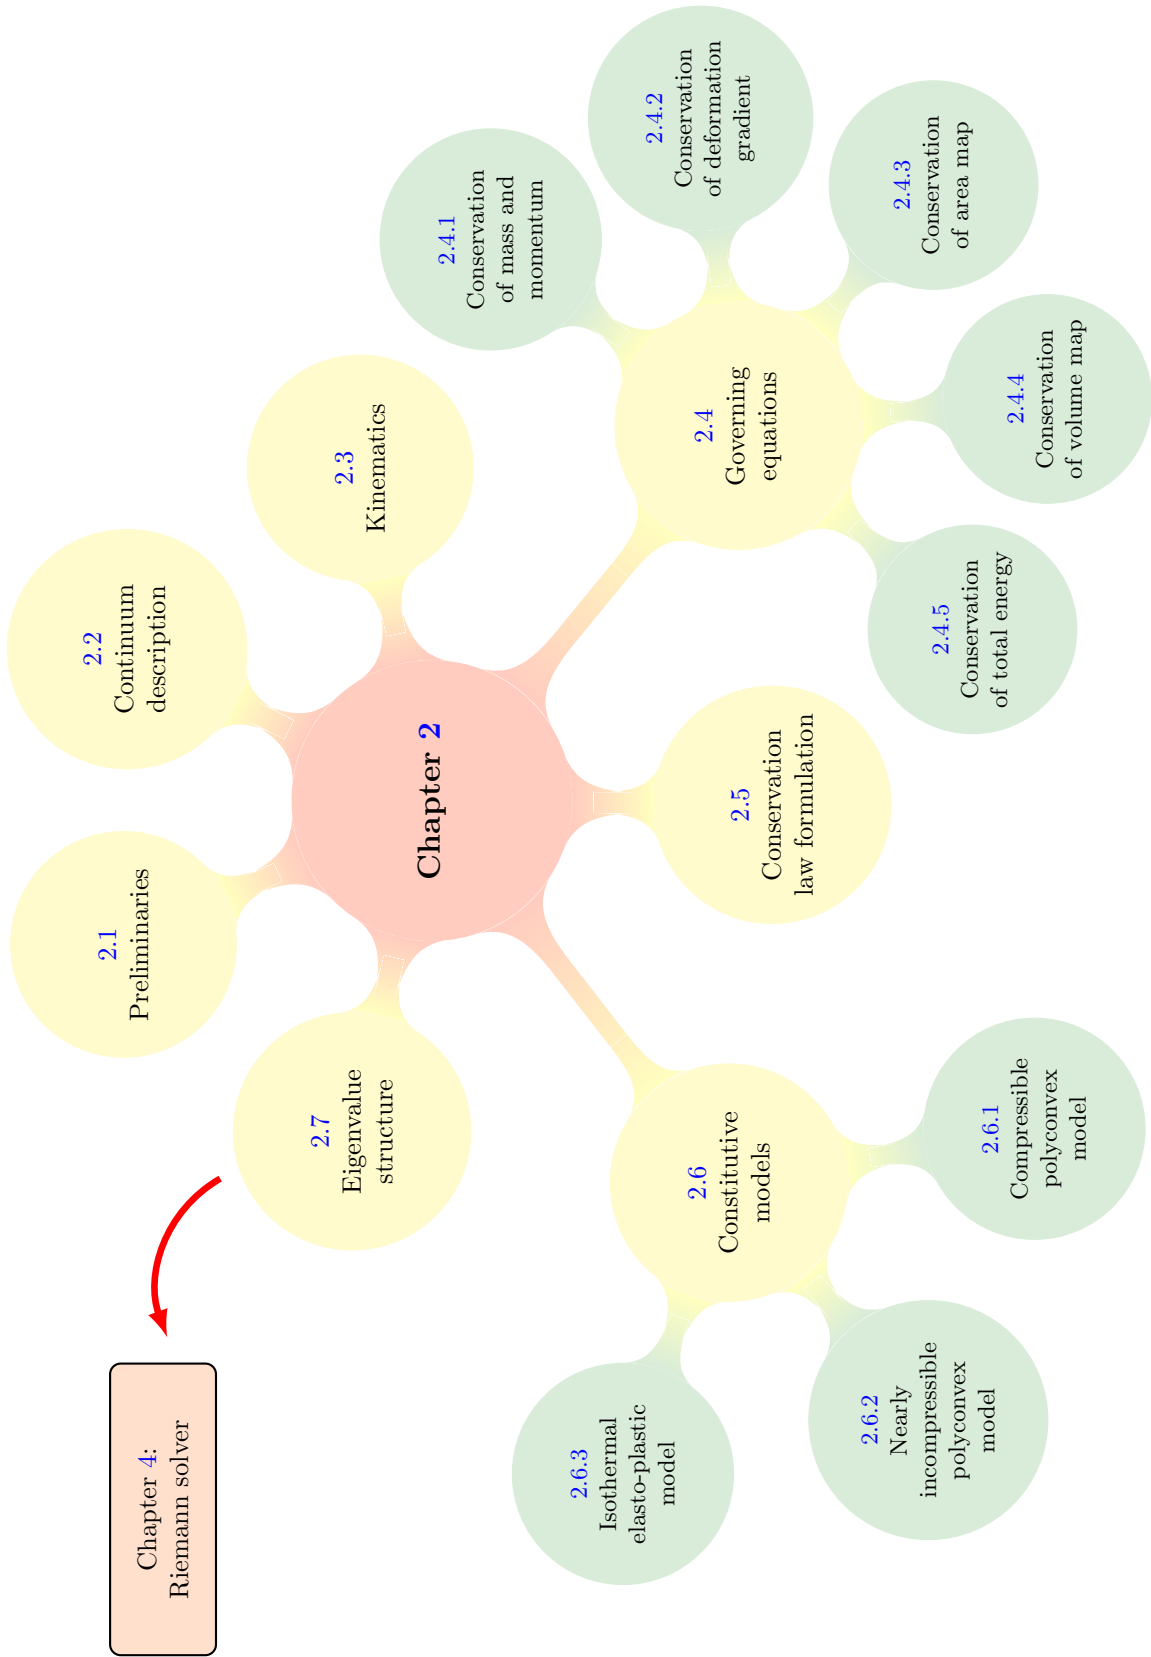 Chapter 2
2.1
Preliminaries
2.2
Continuum
description
2.3
Kinematics
2.4
Governing
equations
2.4.1
Conservation
of mass and
momentum
2.4.2
Conservation
of deformation
gradient
2.4.3
Conservation
of area map
2.4.4
Conservation
of volume map
2.4.5
Conservation
of total energy
2.5
Conservation
law formulation
2.6
Constitutive
models
2.6.1
Compressible
polyconvex
model
2.6.2
Nearly
incompressible
polyconvex
model
2.6.3
Isothermal
elasto-plastic
model
2.7
Eigenvalue
structure
Chapter 4:
Riemann solver